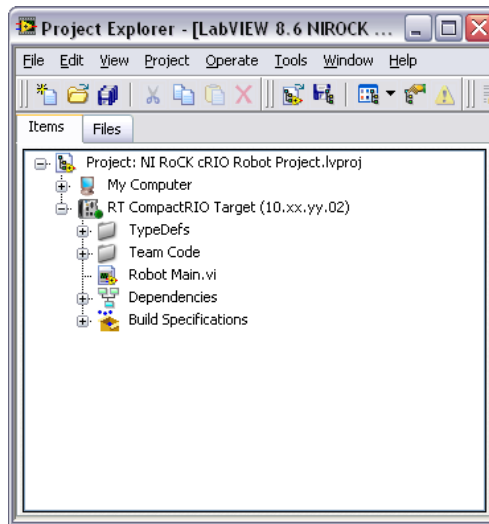 Project Explorer - [LabVIEW 8.6 NIROCK ...
File Edit View Project Operate Tools Window Help
Items Files
Project: NI RoCK cRIO Robot Project.lvproj
My Computer
RT CompactRIO Target (10.xx.yy.02)
TypeDefs
Team Code
Robot Main.vi
Dependencies
Build Specifications